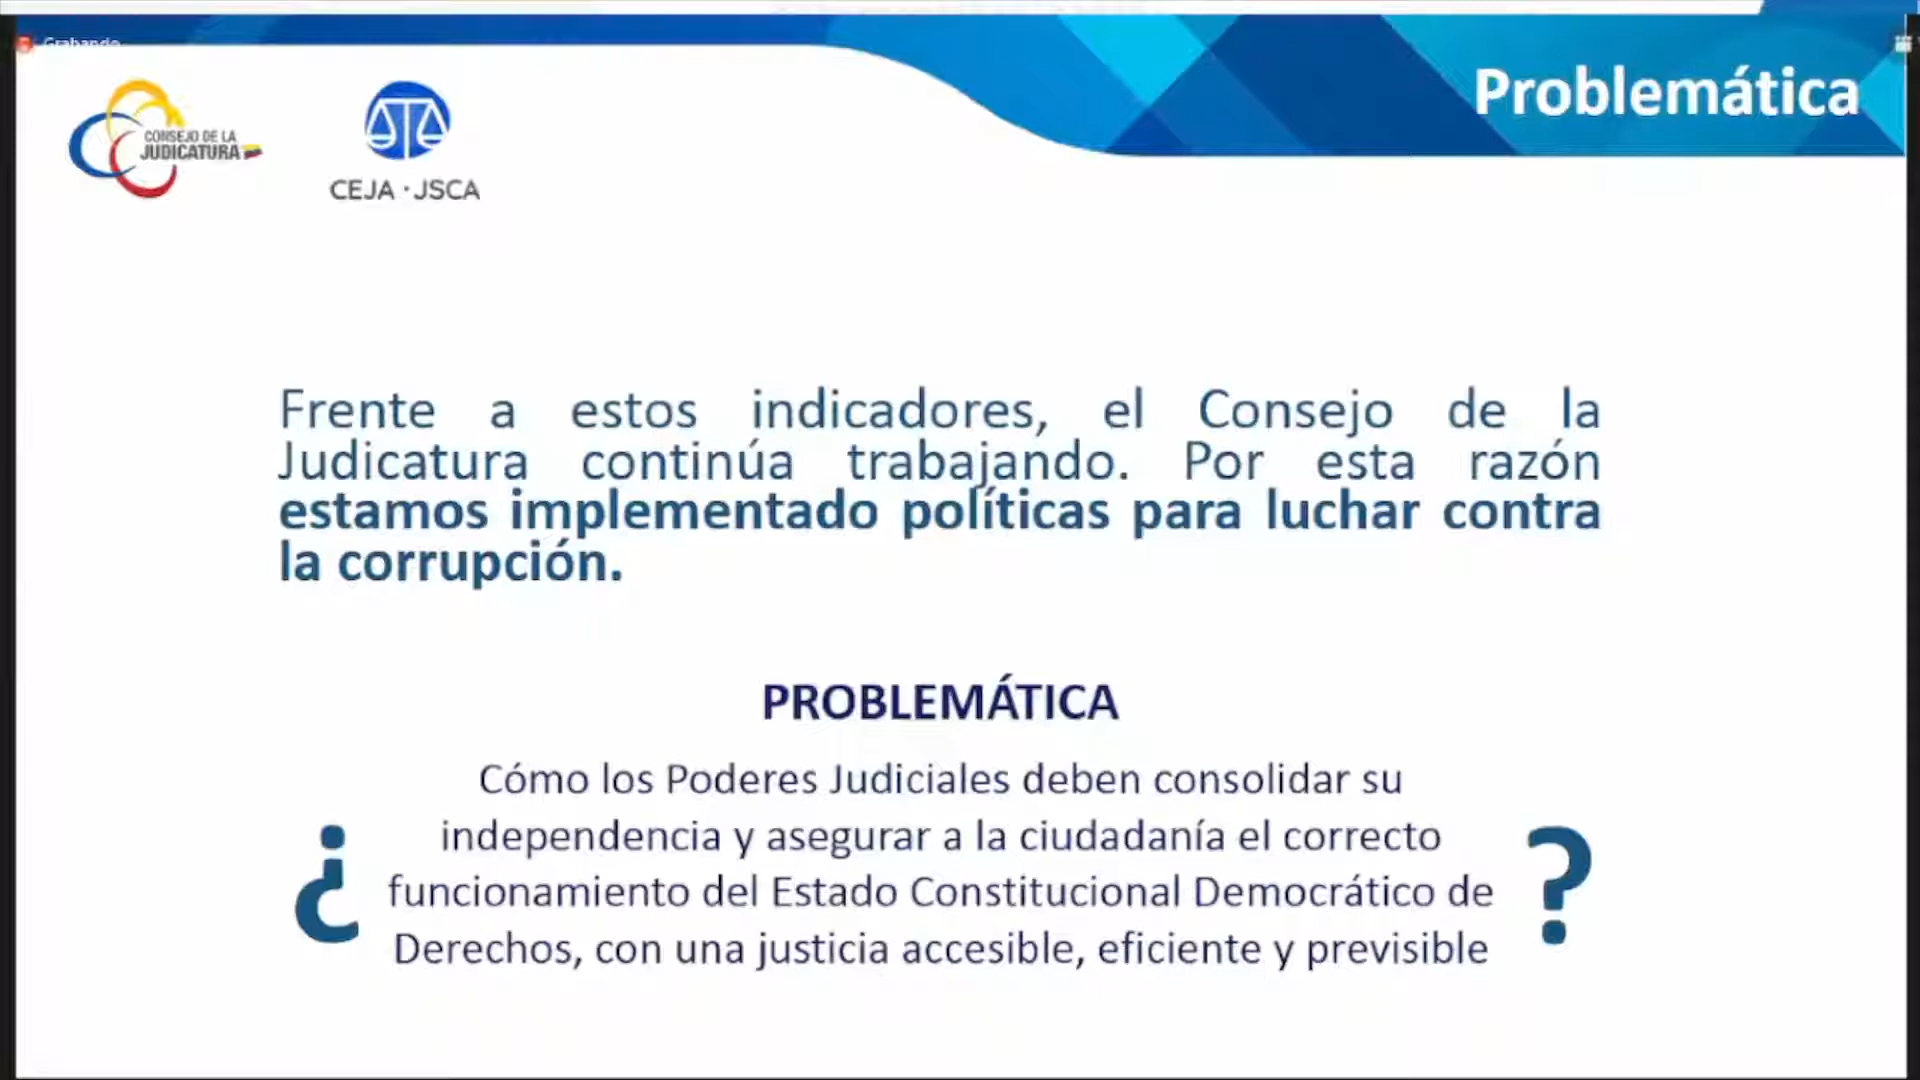 Grabando
Problemática
CONSEJO DE LA
JUDICATURA
CEJA · JSCA
Frente a estos indicadores, el Consejo de la
Judicatura continúa trabajando. Por esta razón
estamos implementado políticas para luchar contra
la corrupción.
PROBLEMÁTICA
Cómo los Poderes Judiciales deben consolidar su
independencia y asegurar a la ciudadanía el correcto
¿ funcionamiento del Estado Constitucional Democrático de ?
Derechos, con una justicia accesible, eficiente y previsible